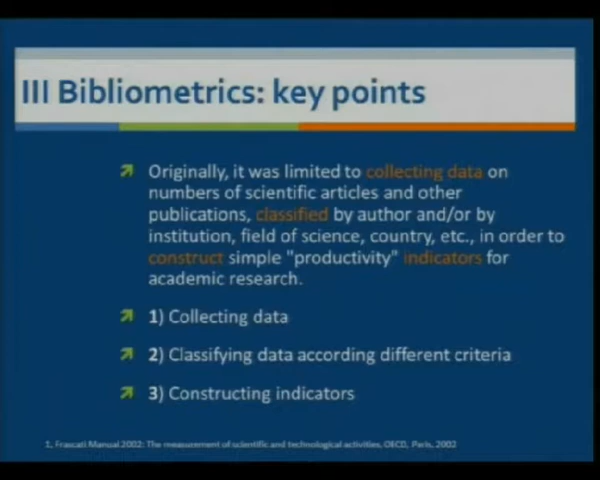 III Bibliometrics: key points
Originally, it was limited to collecting data on
numbers of scientific articles and other
publications, classified by author and/or by
institution, field of science, country, etc., in order to
construct simple "productivity" indicators for
academic research.
1) Collecting data
2) Classifying data according different criteria
3) Constructing indicators
1, Frascati Manual 2002: The measurement of scientific and technological activities, OECD, Paris, 2002